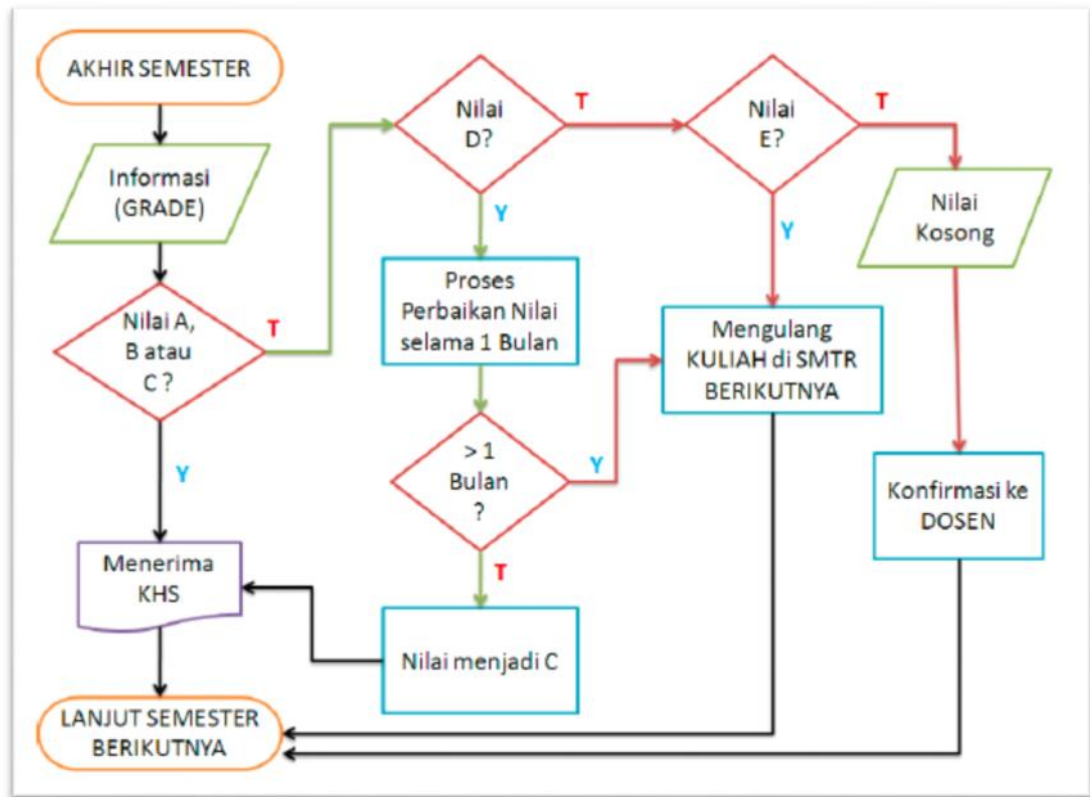 AKHIR SEMESTER
Informasi
(GRADE)
Nilai A,
B atau
C ?
T
Y
Menerima
KHS
LANJUT SEMESTER
BERIKUTNYA
Nilai
D?
T
Y
Proses
Perbaikan Nilai
selama 1 Bulan
> 1
Bulan
?
Y
T
Nilai menjadi C
Nilai
E?
T
Y
Mengulang
KULIAH di SMTR
BERIKUTNYA
Nilai
Kosong
Konfirmasi ke
DOSEN